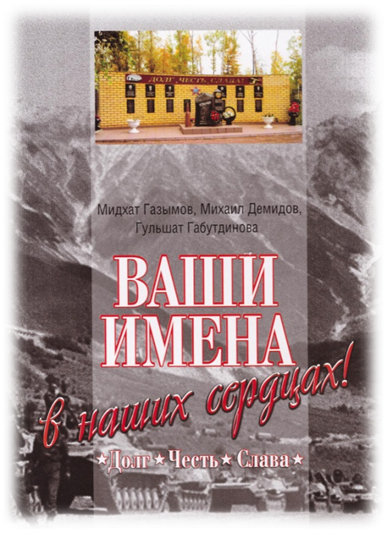 ДОЛГ, ЧЕСТЬ, СЛАВА!
Мидхат Газымов, Михаил Демидов,
Гульшат Габутдинова
ВАШИ
ИМЕНА
в наших сердцах!
★Долг★Честь★Слава★